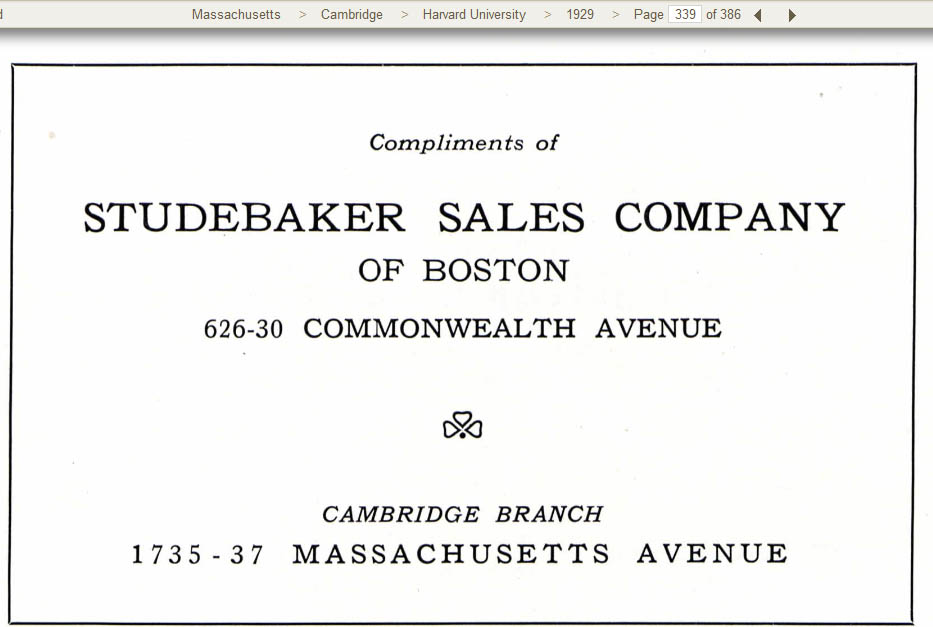 d Massachusetts > Cambridge > Harvard University > 1929 > Page 339 of 386
Compliments of
STUDEBAKER SALES COMPANY
OF BOSTON
626-30 COMMONWEALTH AVENUE
CAMBRIDGE BRANCH
1735-37 MASSACHUSETTS AVENUE